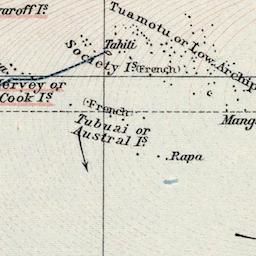 varoff Is.
Tuamotu or Low Archip
Tahiti
Society Is. (French)
ervey or
Cook Is.
(French)
Tubuai or
Austral Is.
Rapa
Mang